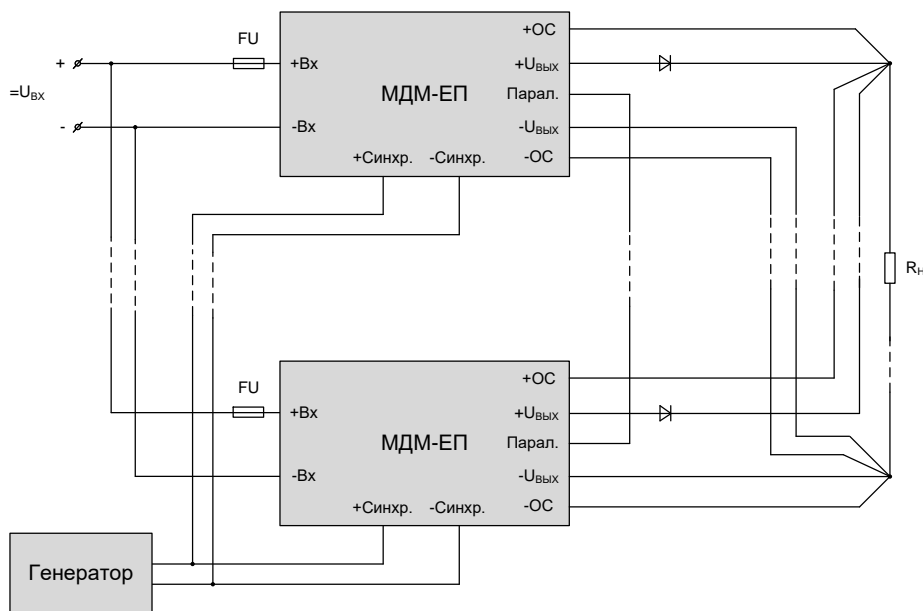 FU
+ОС
+
+Вх
+UВЫХ
=UВХ
МДМ-ЕП
Парал.
-
-Вх
-UВЫХ
+Синхр. -Синхр.
-ОС
RН
FU
+ОС
+Вх
+UВЫХ
МДМ-ЕП
Парал.
-Вх
-UВЫХ
+Синхр. -Синхр.
-ОС
Генератор